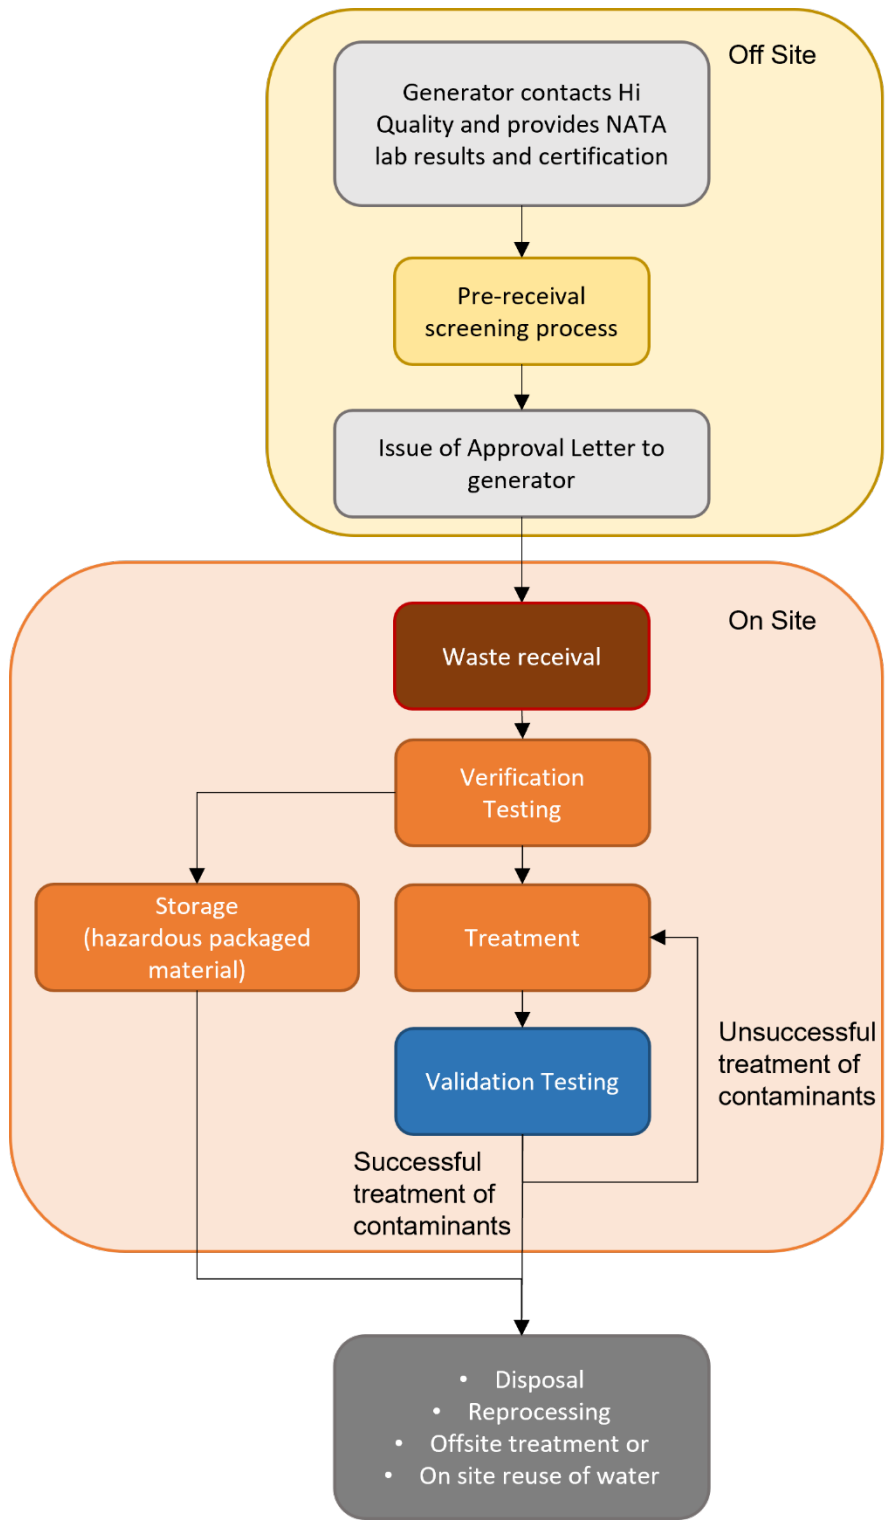 Off Site
Generator contacts Hi
Quality and provides NATA
lab results and certification
Pre-receival
screening process
Issue of Approval Letter to
generator
On Site
Waste receival
Verification
Testing
Storage
(hazardous packaged
material)
Treatment
Unsuccessful
treatment of
contaminants
Validation Testing
Successful
treatment of
contaminants
• Disposal
• Reprocessing
• Offsite treatment or
• On site reuse of water